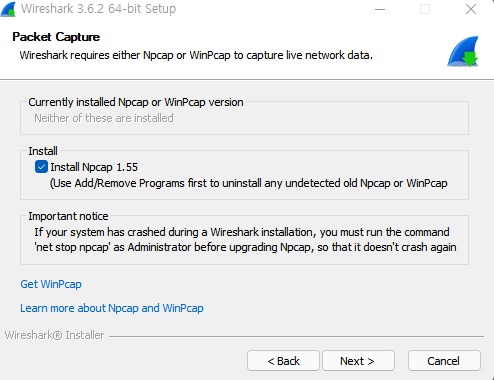 Wireshark 3.6.2 64-bit Setup
Packet Capture
Wireshark requires either Npcap or WinPcap to capture live network data.
Currently installed Npcap or WinPcap version
Neither of these are installed
Install
Install Npcap 1.55
(Use Add/Remove Programs first to uninstall any undetected old Npcap or WinPcap
Important notice
If your system has crashed during a Wireshark installation, you must run the command
'net stop npcap' as Administrator before upgrading Npcap, so that it doesn't crash again
Get WinPcap
Learn more about Npcap and WinPcap
Wireshark® Installer
< Back Next > Cancel